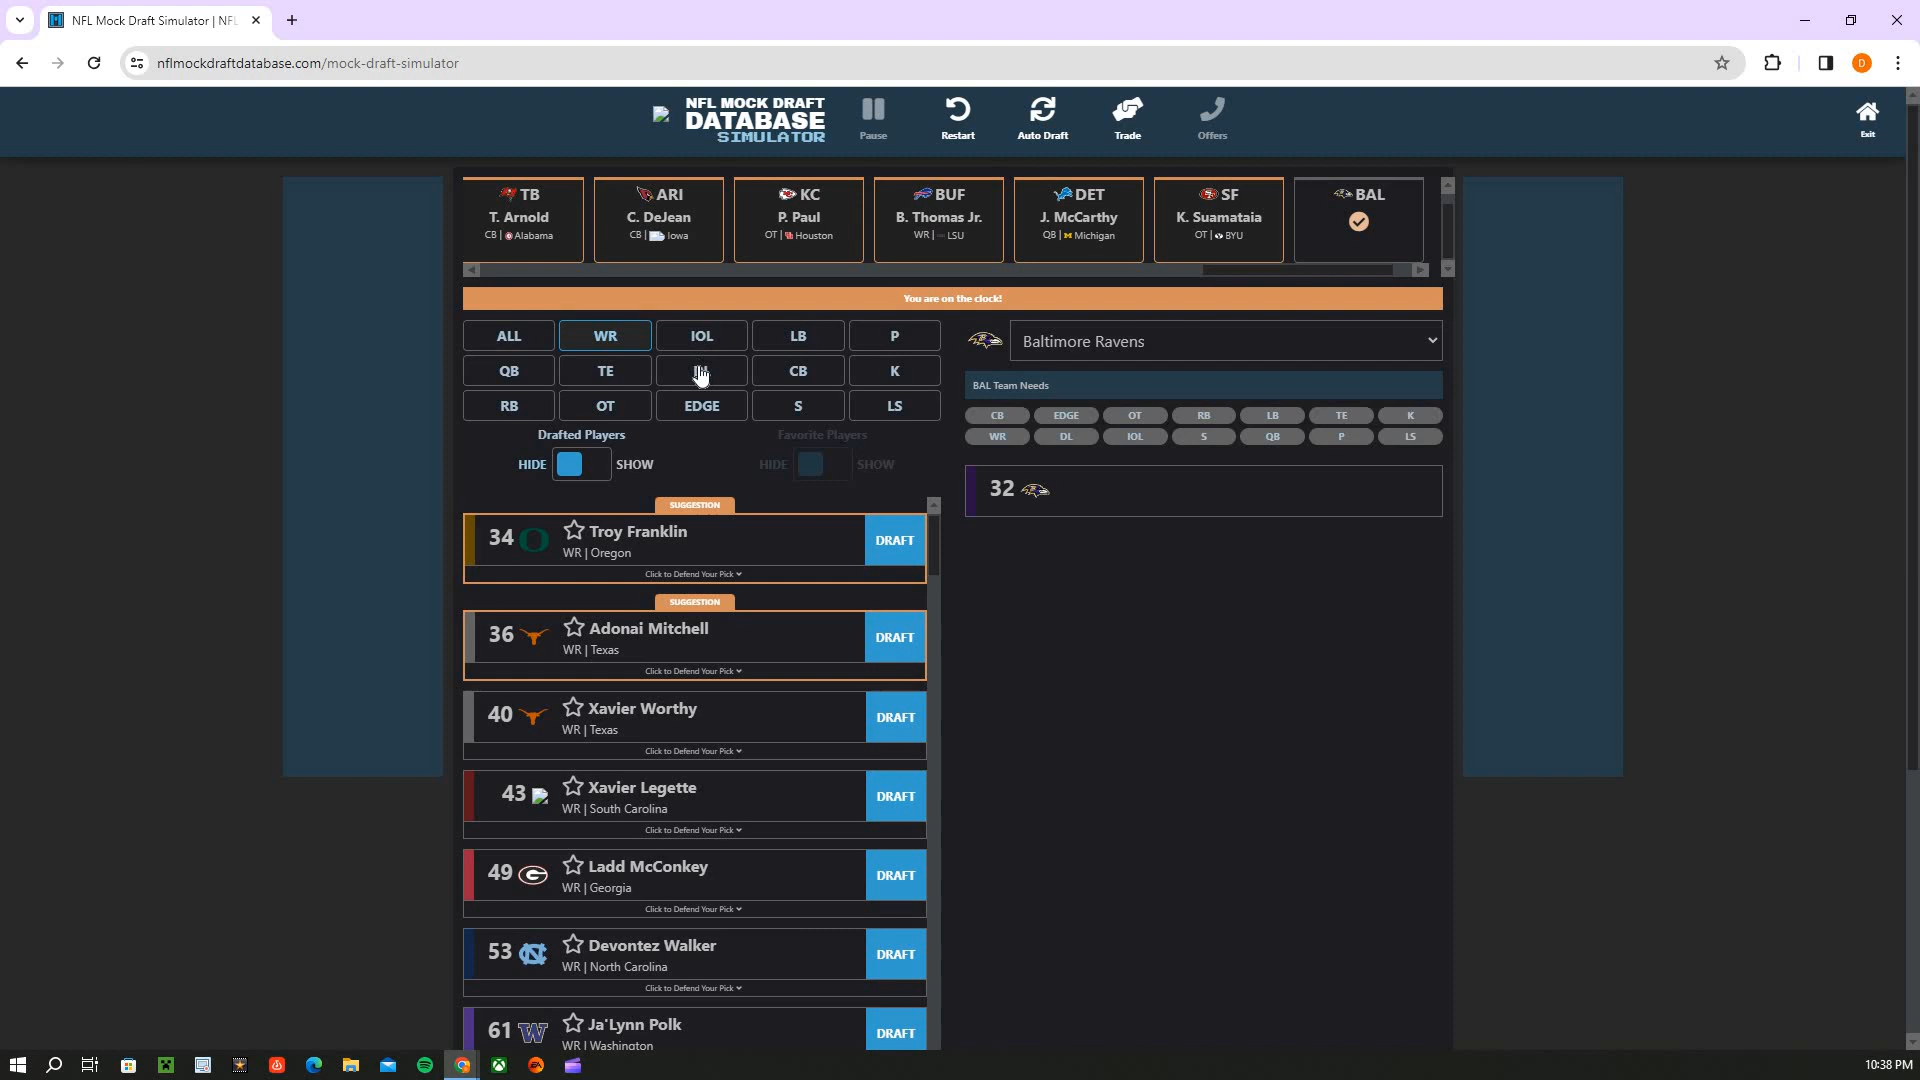 NFL Mock Draft Simulator | NFL
nflmockdraftdatabase.com/mock-draft-simulator
D
NFL MOCK DRAFT
DATABASE
SIMULATOR
Pause
Restart
Auto Draft
Trade
Offers
Exit
TB
T. Arnold
CB | Alabama
ARI
C. DeJean
CB | Iowa
KC
P. Paul
OT | Houston
BUF
B. Thomas Jr.
WR | LSU
DET
J. McCarthy
QB | Michigan
SF
K. Suamataia
OT | BYU
BAL
You are on the clock!
ALL WR IOL LB P
QB TE CB K
RB OT EDGE S LS
Drafted Players
HIDE SHOW
Favorite Players
HIDE SHOW
Baltimore Ravens
BAL Team Needs
CB EDGE OT RB LB TE K
WR DL IOL S QB P LS
32
SUGGESTION
34 Troy Franklin
WR | Oregon
DRAFT
Click to Defend Your Pick
SUGGESTION
36 Adonai Mitchell
WR | Texas
DRAFT
Click to Defend Your Pick
40 Xavier Worthy
WR | Texas
DRAFT
Click to Defend Your Pick
43 Xavier Legette
WR | South Carolina
DRAFT
Click to Defend Your Pick
49 Ladd McConkey
WR | Georgia
DRAFT
Click to Defend Your Pick
53 Devontez Walker
WR | North Carolina
DRAFT
Click to Defend Your Pick
61 Ja'Lynn Polk
WR | Washington
DRAFT
10:38 PM